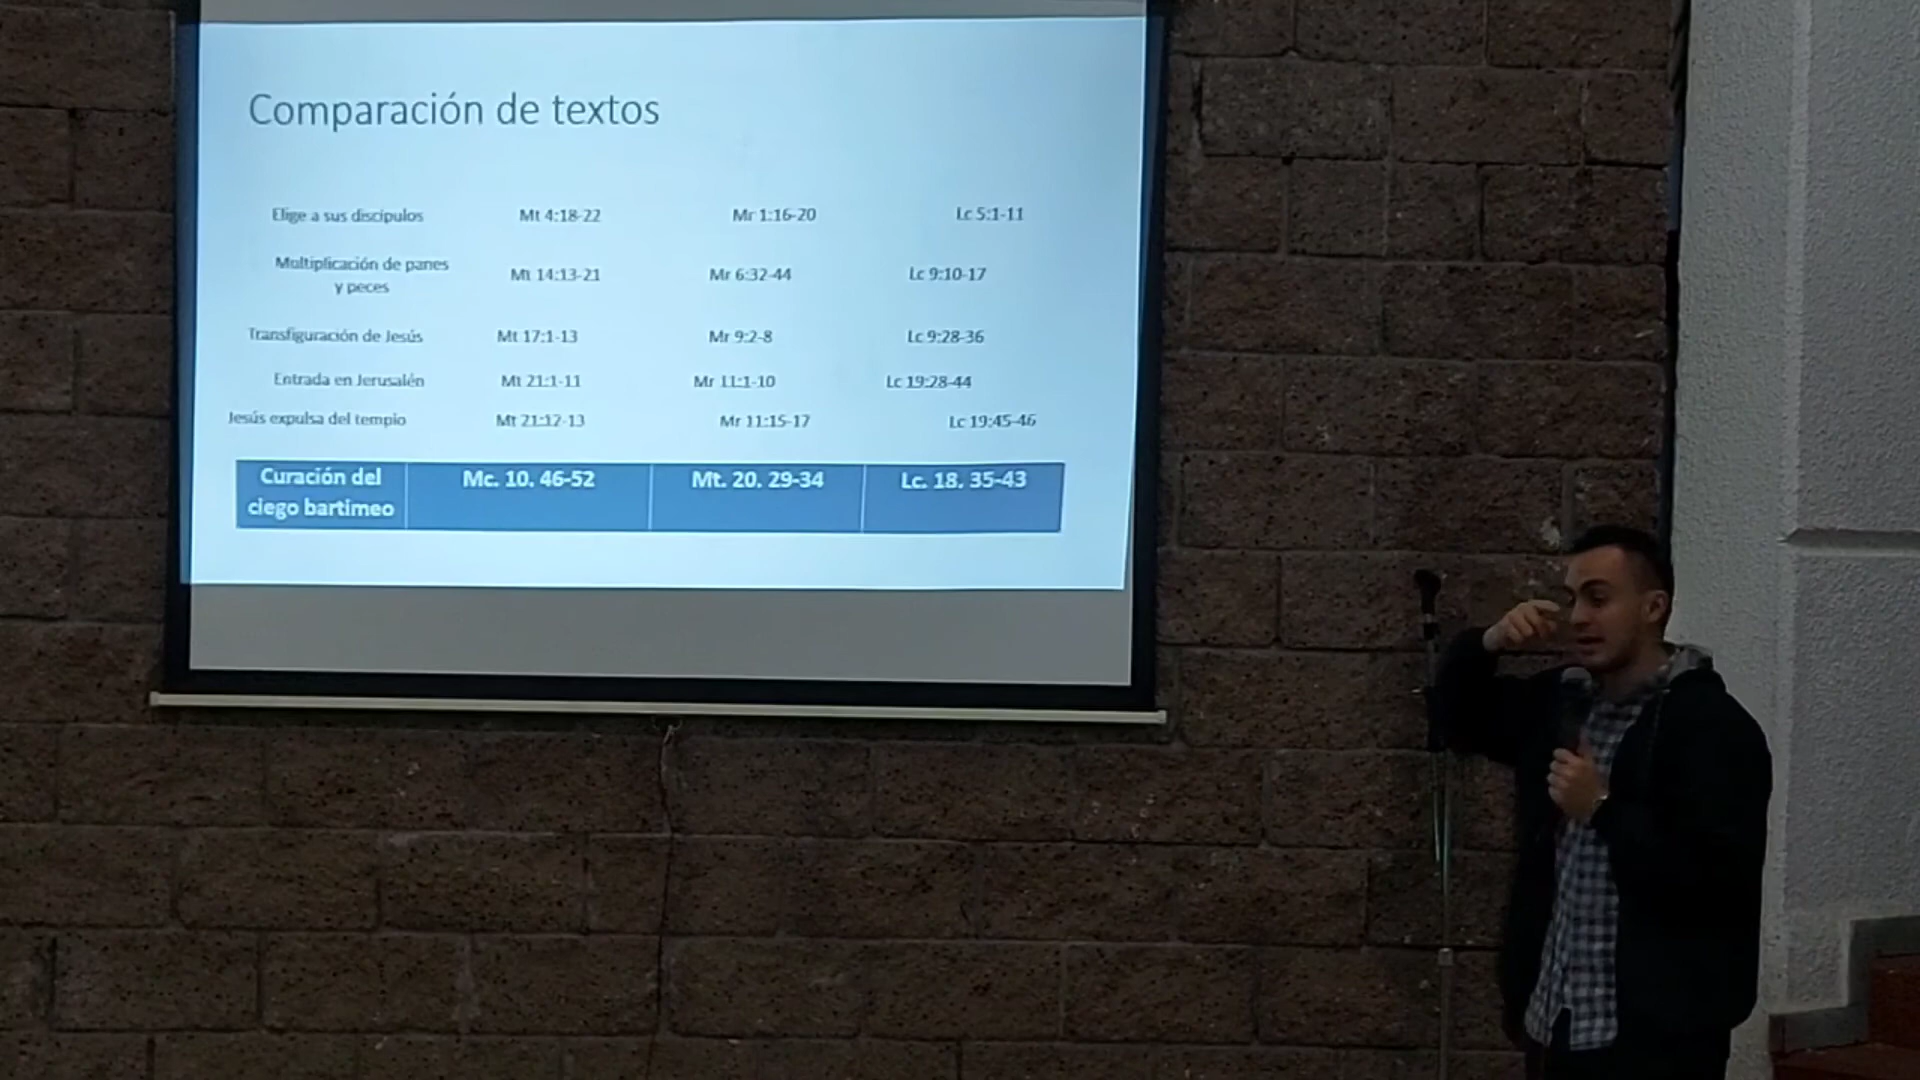 Comparación de textos
Elige a sus discípulos Mt 4:18-22 Mr 1:16-20 Lc 5:1-11
Multiplicación de panes
y peces Mt 14:13-21 Mr 6:32-44 Lc 9:10-17
Transfiguración de Jesús Mt 17:1-13 Mr 9:2-8 Lc 9:28-36
Entrada en Jerusalén Mt 21:1-11 Mr 11:1-10 Lc 19:28-44
Jesús expulsa del templo Mt 21:12-13 Mr 11:15-17 Lc 19:45-46
Curación del Mc. 10. 46-52 Mt. 20. 29-34 Lc. 18. 35-43
ciego bartimeo